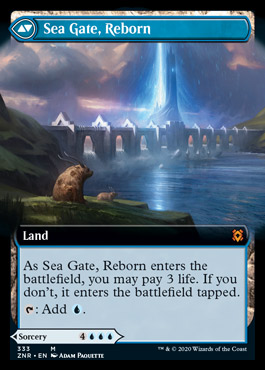 Sea Gate, Reborn
Land
As Sea Gate, Reborn enters the
battlefield, you may pay 3 life. If you
don't, it enters the battlefield tapped.
: Add .
Sorcery 4
333 M
ZNR • EN Adam Paquette
™ & © 2020 Wizards of the Coast